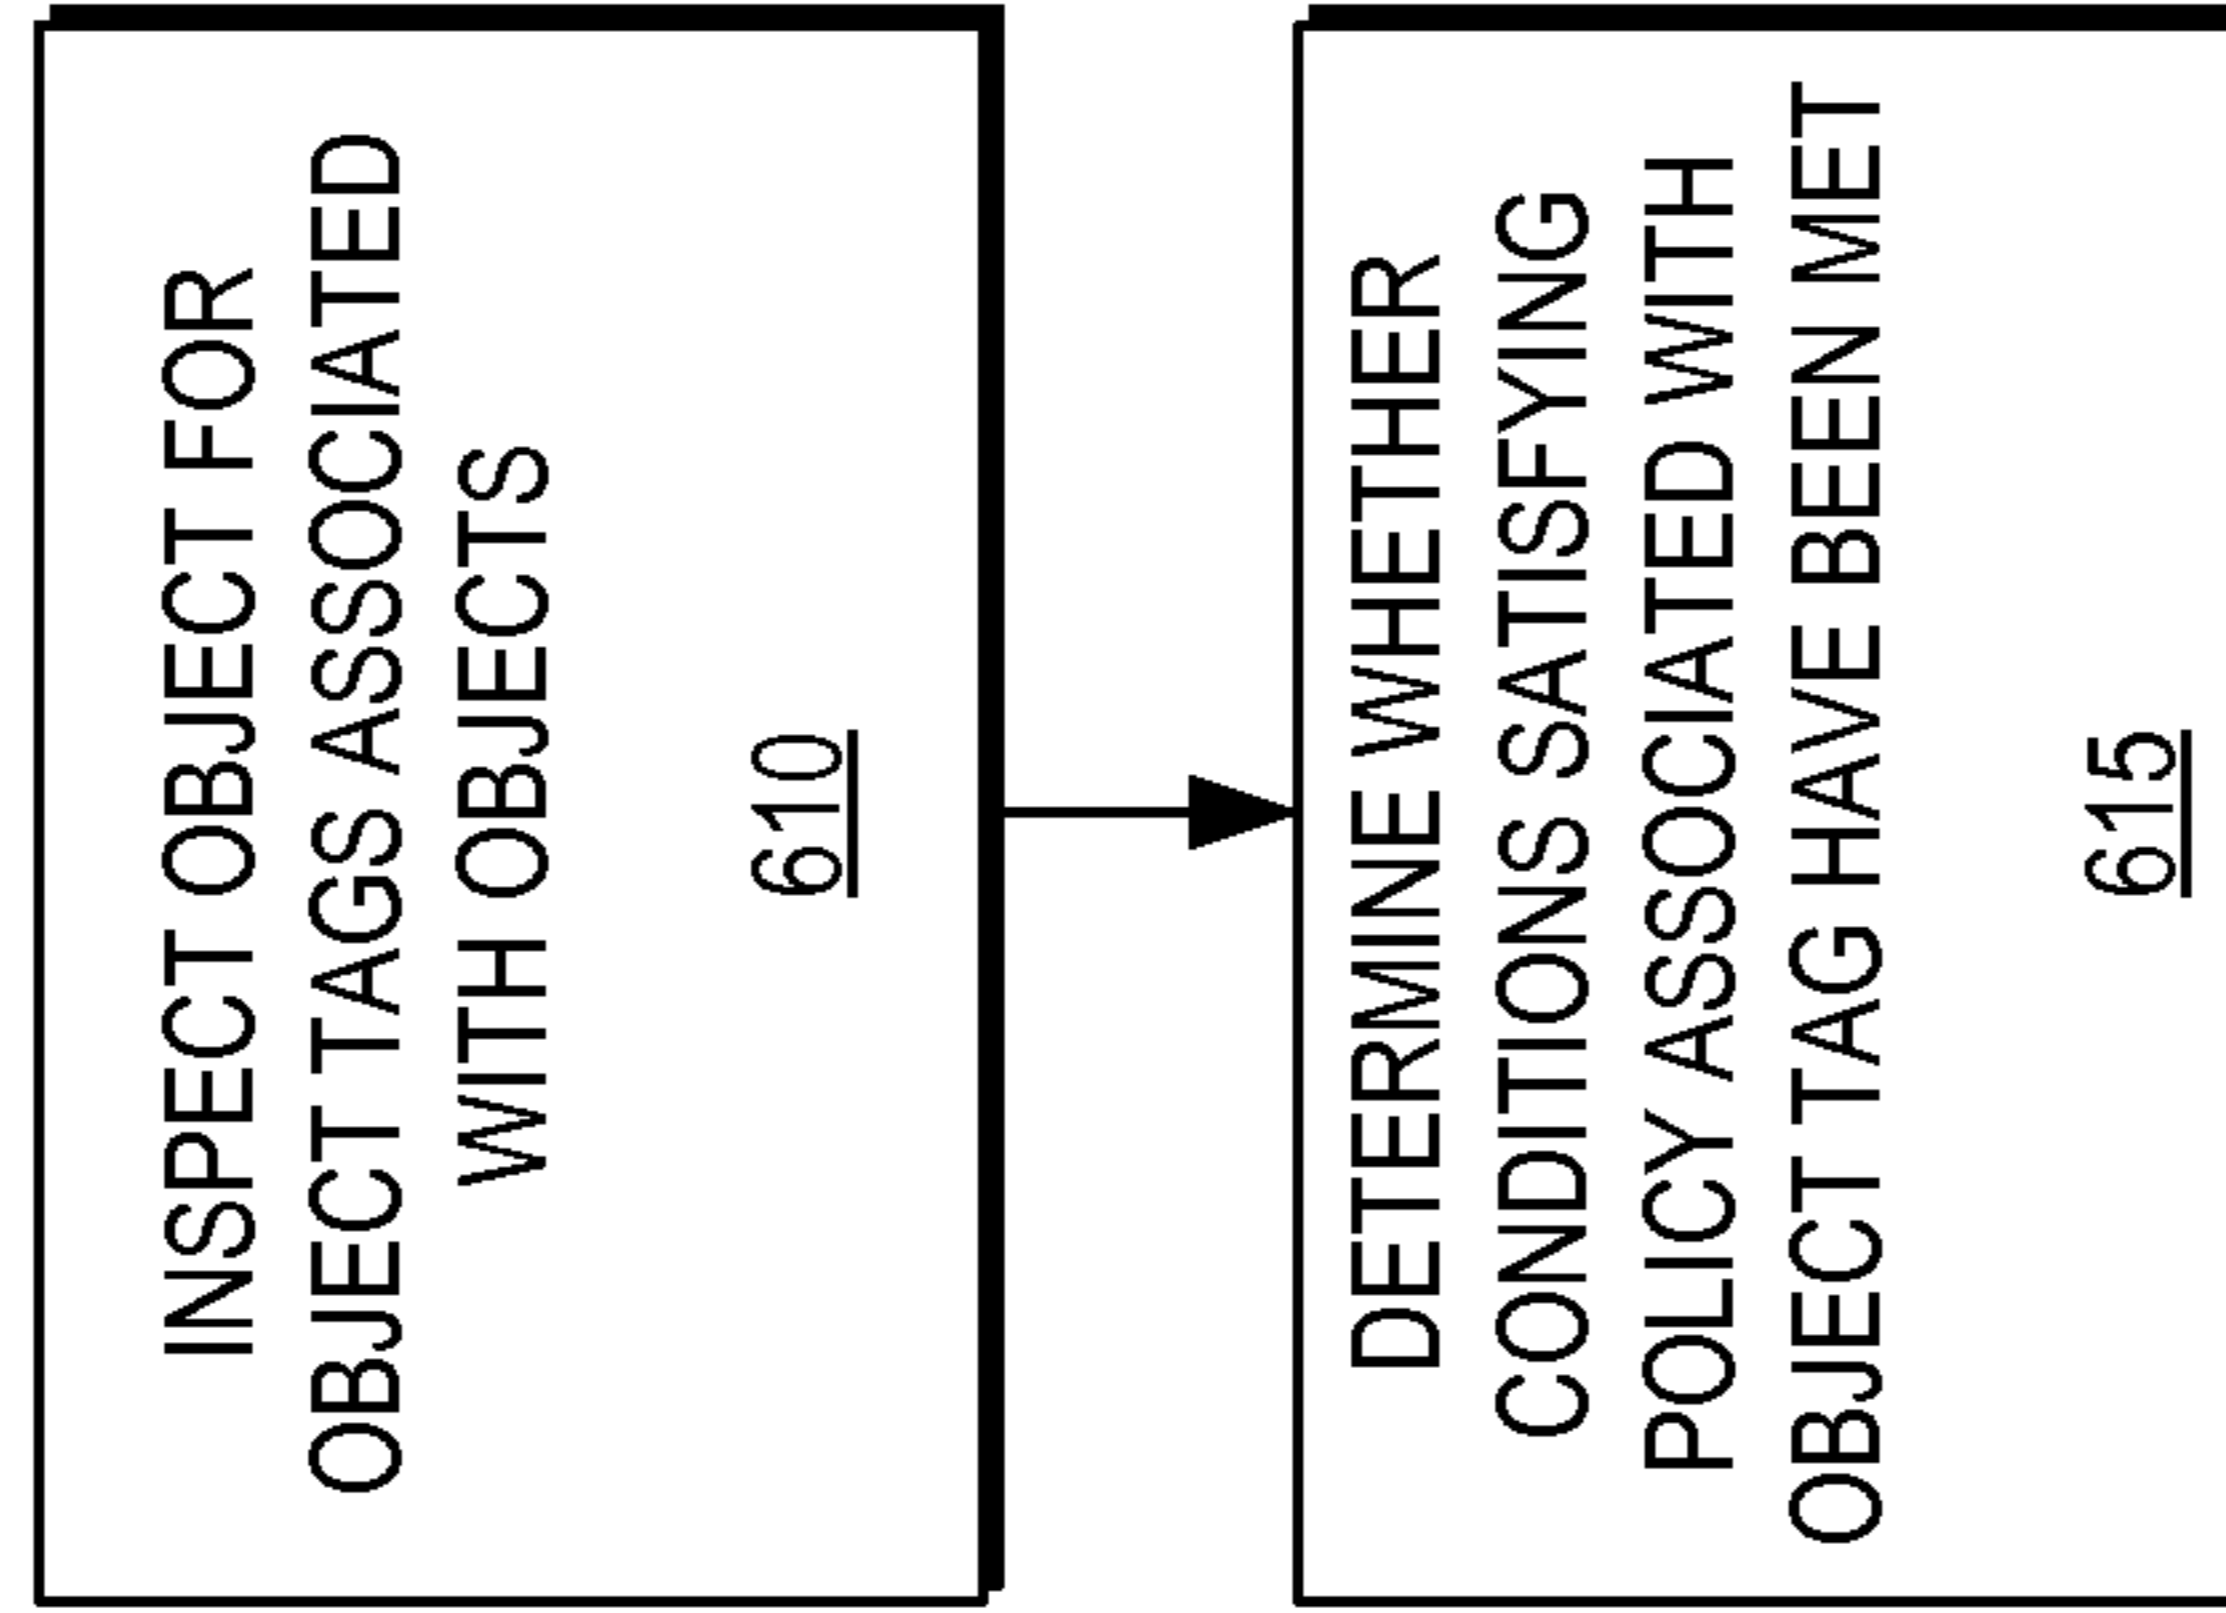 INSPECT OBJECT FOR
OBJECT TAGS ASSOCIATED
WITH OBJECTS
610
DETERMINE WHETHER
CONDITIONS SATISFYING
POLICY ASSOCIATED WITH
OBJECT TAG HAVE BEEN MET
615